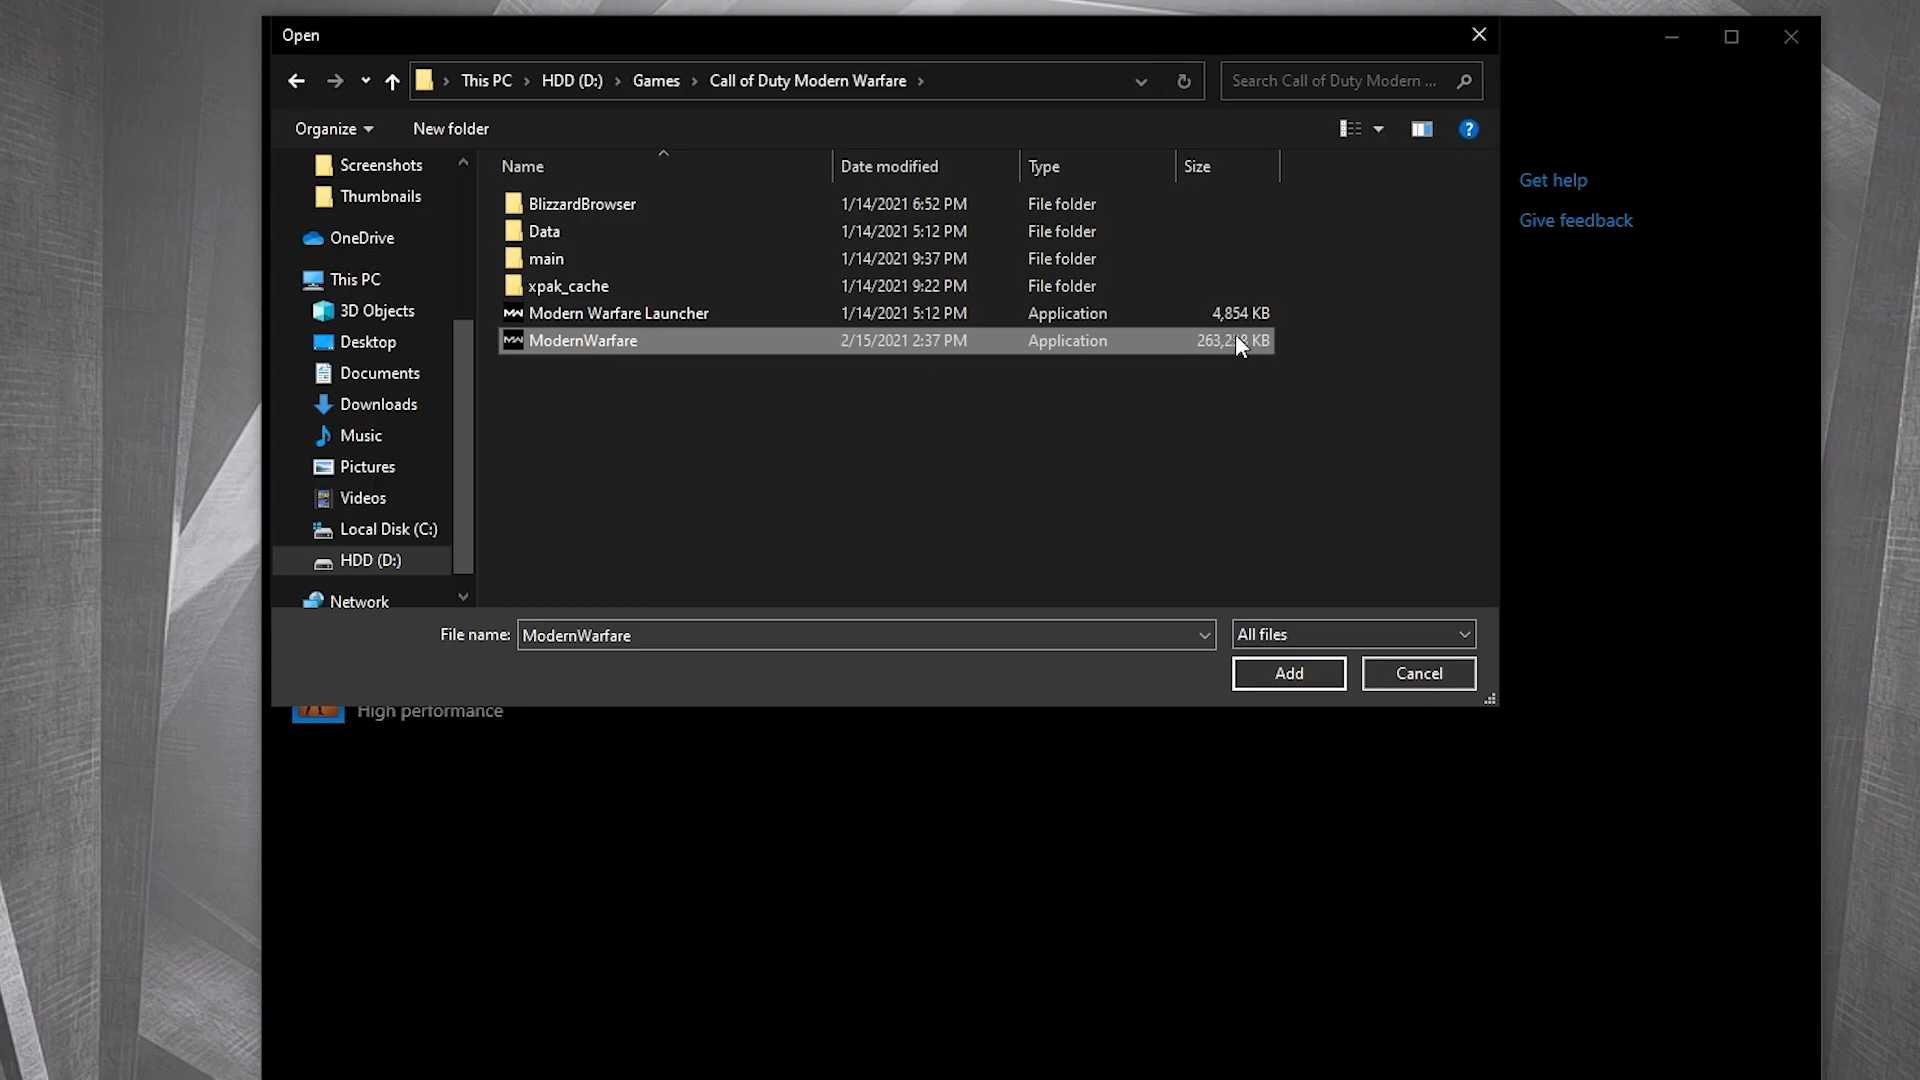 Open
This PC > HDD (D:) > Games > Call of Duty Modern Warfare >
Search Call of Duty Modern ...
Organize
New folder
Screenshots
Thumbnails
OneDrive
This PC
3D Objects
Desktop
Documents
Downloads
Music
Pictures
Videos
Local Disk (C:)
HDD (D:)
Network
Name Date modified Type Size
BlizzardBrowser 1/14/2021 6:52 PM File folder
Data 1/14/2021 5:12 PM File folder
main 1/14/2021 9:37 PM File folder
xpak_cache 1/14/2021 9:22 PM File folder
Modern Warfare Launcher 1/14/2021 5:12 PM Application 4,854 KB
ModernWarfare 2/15/2021 2:37 PM Application KB
File name: ModernWarfare
All files
Add
Cancel
High performance
Get help
Give feedback